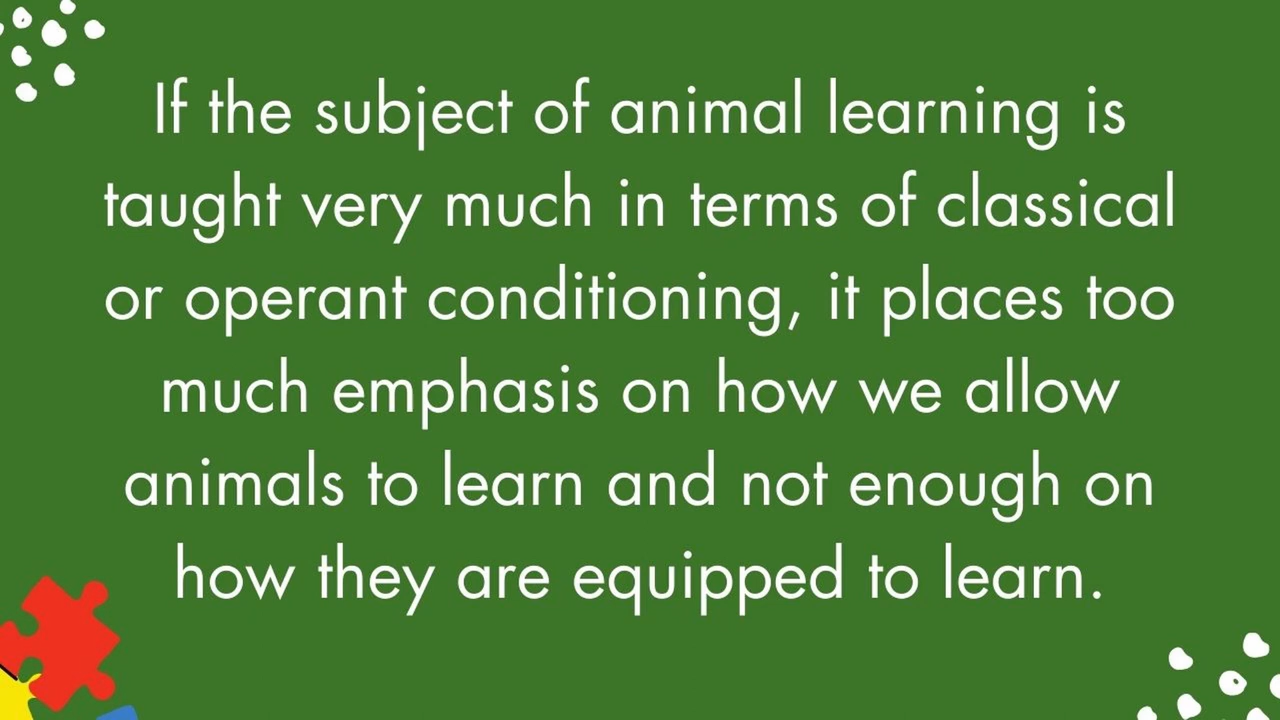 If the subject of animal learning is
taught very much in terms of classical
or operant conditioning, it places too
much emphasis on how we allow
animals to learn and not enough on
how they are equipped to learn.